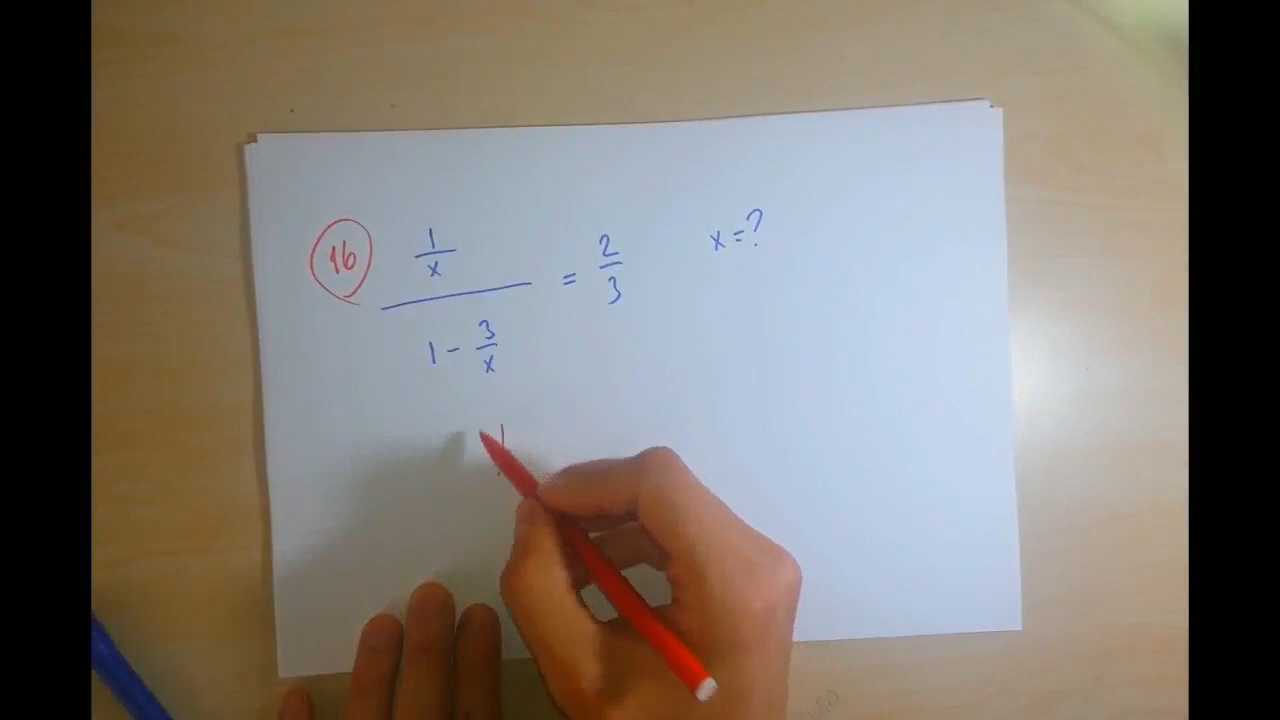 16
1/x
――― = 2/3   x = ?
1 - 3/x